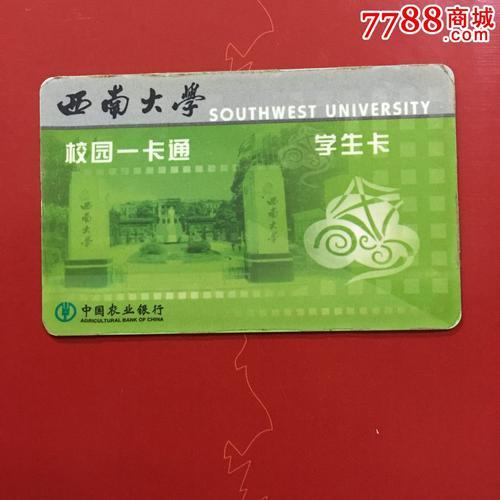 7788商城
西南大學
SOUTHWEST UNIVERSITY
校园一卡通
学生卡
西南大学
西南大学
中国农业银行
AGRICULTURAL BANK OF CHINA